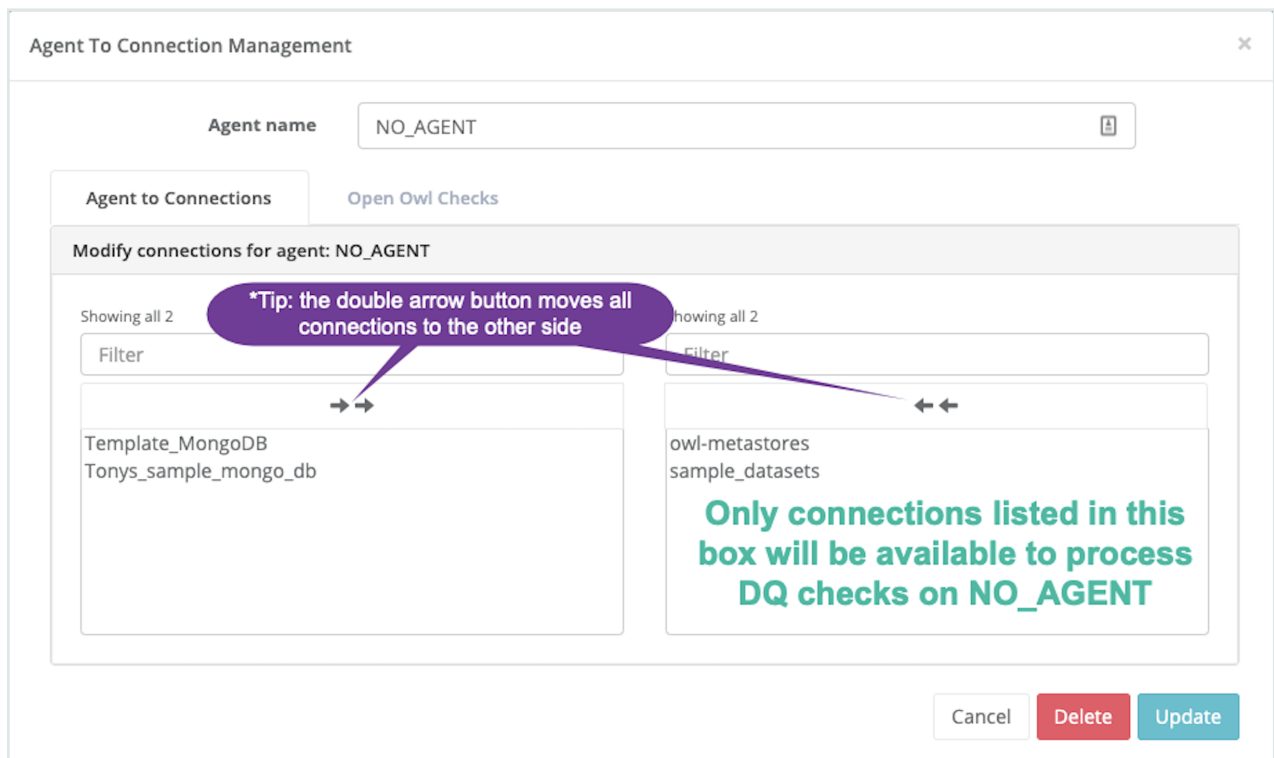 Agent To Connection Management
×
Agent name
NO_AGENT
Agent to Connections
Open Owl Checks
Modify connections for agent: NO_AGENT
*Tip: the double arrow button moves all
connections to the other side
Showing all 2
howing all 2
Filter
Filter
Template_MongoDB
Tonys_sample_mongo_db
owl-metastores
sample_datasets
Only connections listed in this
box will be available to process
DQ checks on NO_AGENT
Cancel
Delete
Update